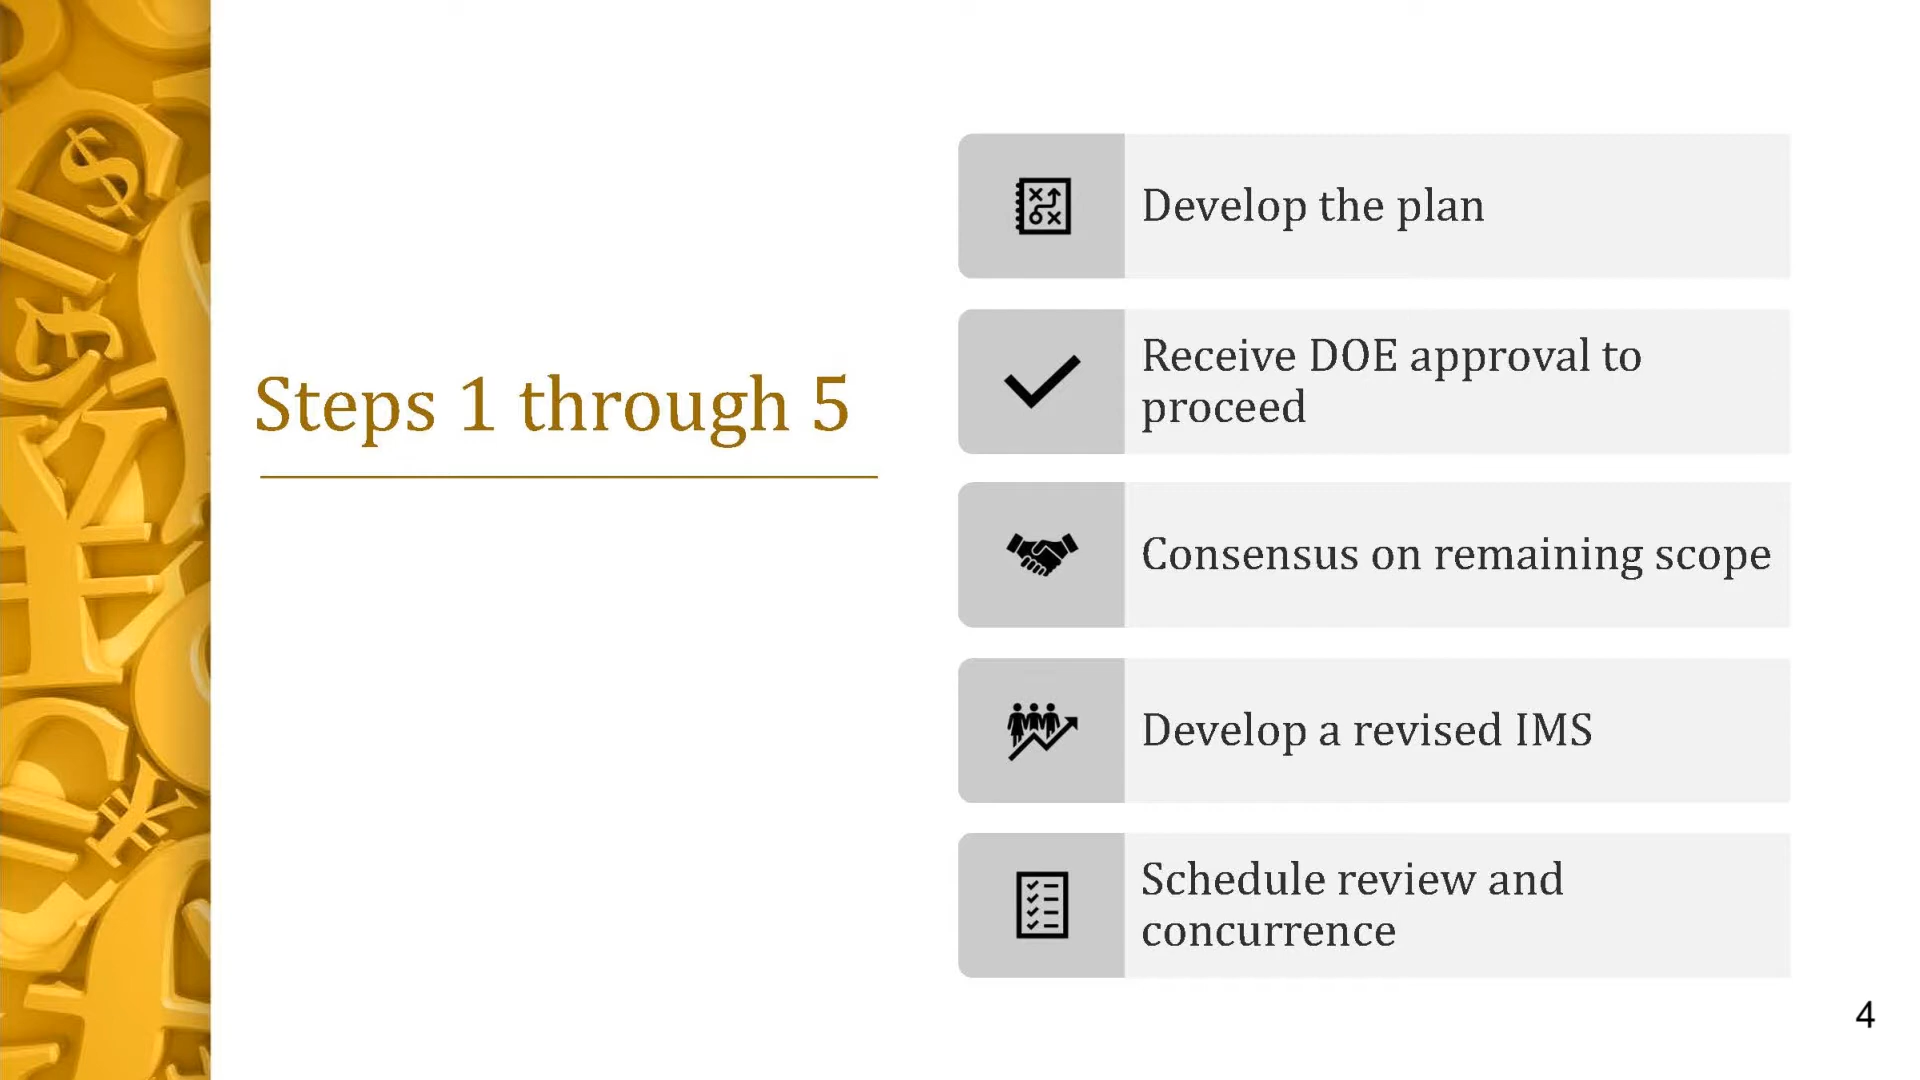 Steps 1 through 5
Develop the plan
Receive DOE approval to
proceed
Consensus on remaining scope
Develop a revised IMS
Schedule review and
concurrence
4